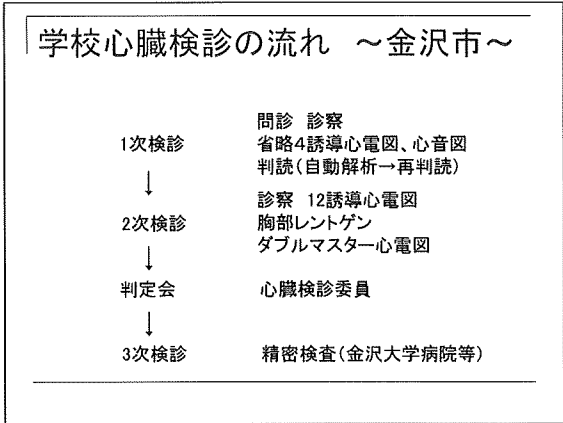 学校心臓検診の流れ ～金沢市～
問診 診察
1次検診 省略4誘導心電図、心音図
判読(自動解析→再判読)
↓
診察 12誘導心電図
2次検診 胸部レントゲン
ダブルマスター心電図
↓
判定会 心臓検診委員
↓
3次検診 精密検査(金沢大学病院等)